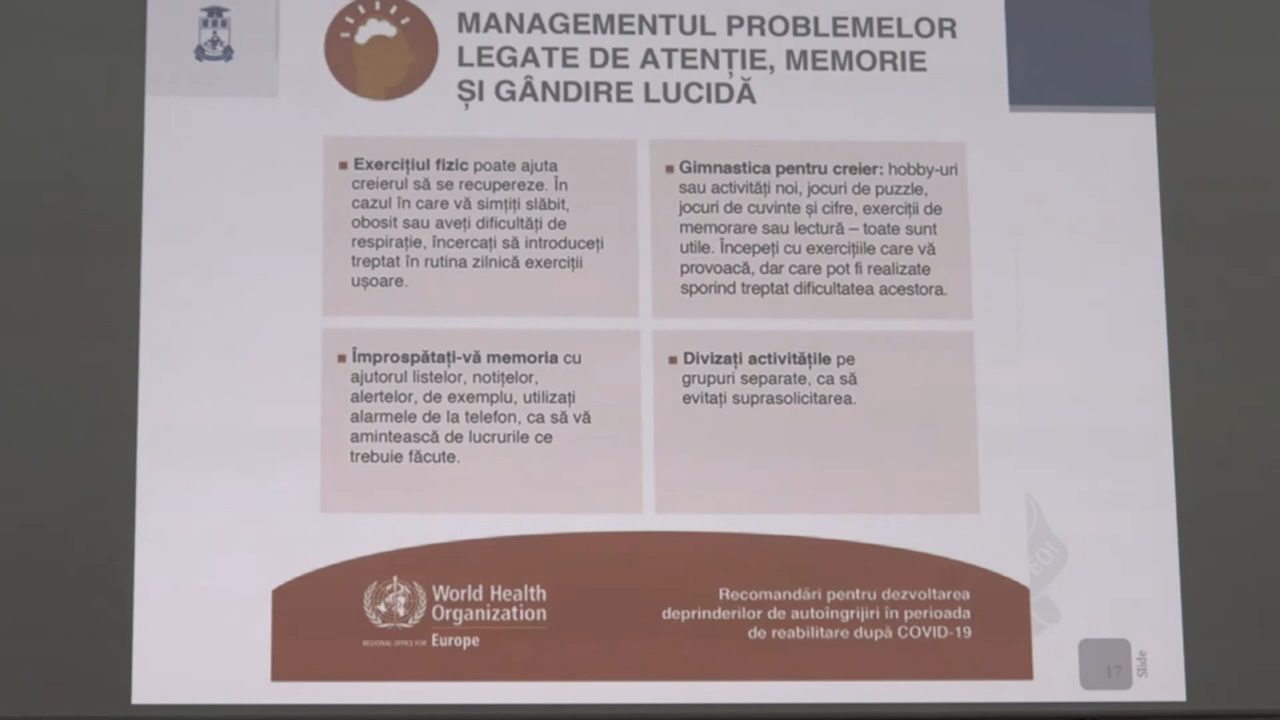 MANAGEMENTUL PROBLEMELOR
LEGATE DE ATENȚIE, MEMORIE
ȘI GÂNDIRE LUCIDĂ
Exercițiul fizic poate ajuta
creierul să se recupereze. În
cazul în care vă simțiți slăbit,
obosit sau aveți dificultăți de
respirație, încercați să introduceți
treptat în rutina zilnică exerciții
ușoare.
Gimnastica pentru creier: hobby-uri
sau activități noi, jocuri de puzzle,
jocuri de cuvinte și cifre, exerciții de
memorare sau lectură – toate sunt
utile. Începeți cu exercițiile care vă
provoacă, dar care pot fi realizate
sporind treptat dificultatea acestora.
Împrospătați-vă memoria cu
ajutorul listelor, notițelor,
alertelor, de exemplu, utilizați
alarmele de la telefon, ca să vă
amintească de lucrurile ce
trebuie făcute.
Divizați activitățile pe
grupuri separate, ca să
evitați suprasolicitarea.
World Health
Organization
REGIONAL OFFICE FOR Europe
Recomandări pentru dezvoltarea
deprinderilor de autoîngrijiri în perioada
de reabilitare după COVID-19
17
Slide